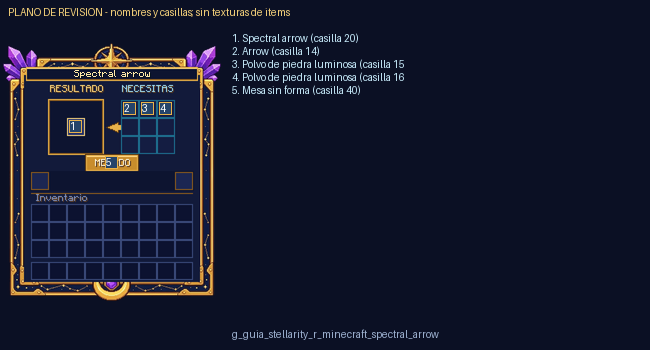 PLANO DE REVISION - nombres y casillas; sin texturas de items
1. Spectral arrow (casilla 20)
2. Arrow (casilla 14)
3. Polvo de piedra luminosa (casilla 15
4. Polvo de piedra luminosa (casilla 16
5. Mesa sin forma (casilla 40)
Spectral arrow
RESULTADO NECESITAS
2 3 4
1
5
Inventario
g_guia_stellarity_r_minecraft_spectral_arrow